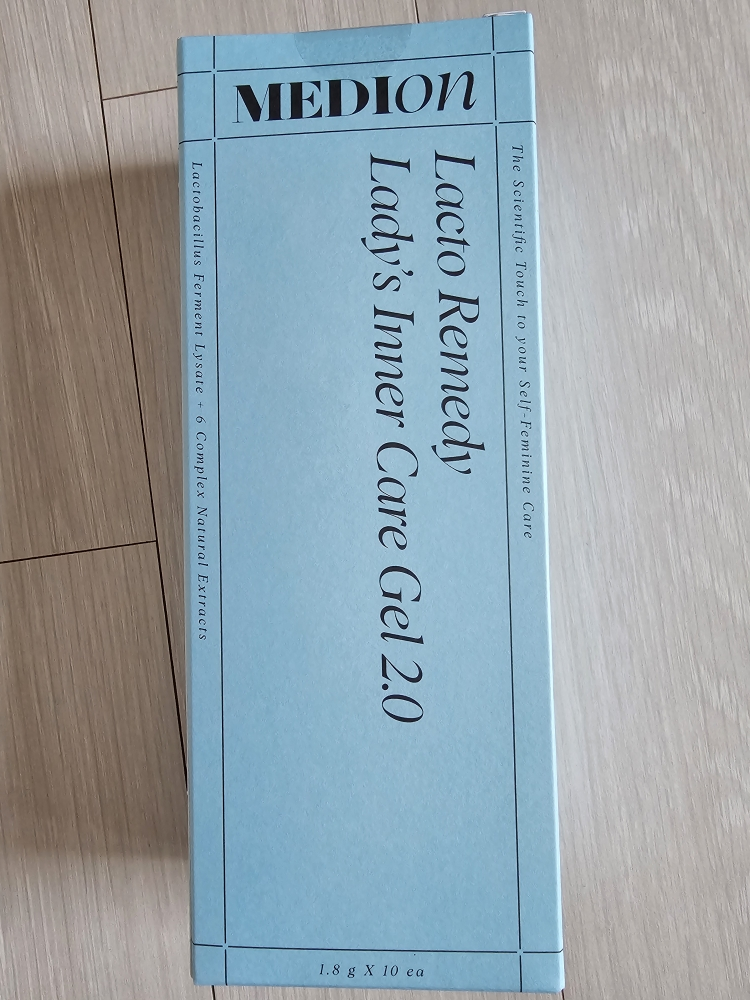 MEDION
The Scientific Touch to your Self-Feminine Care
Lacto Remedy
Lady's Inner Care Gel 2.0
Lactobacillus Ferment Lysate + 6 Complex Natural Extracts
1.8 g X 10 ea